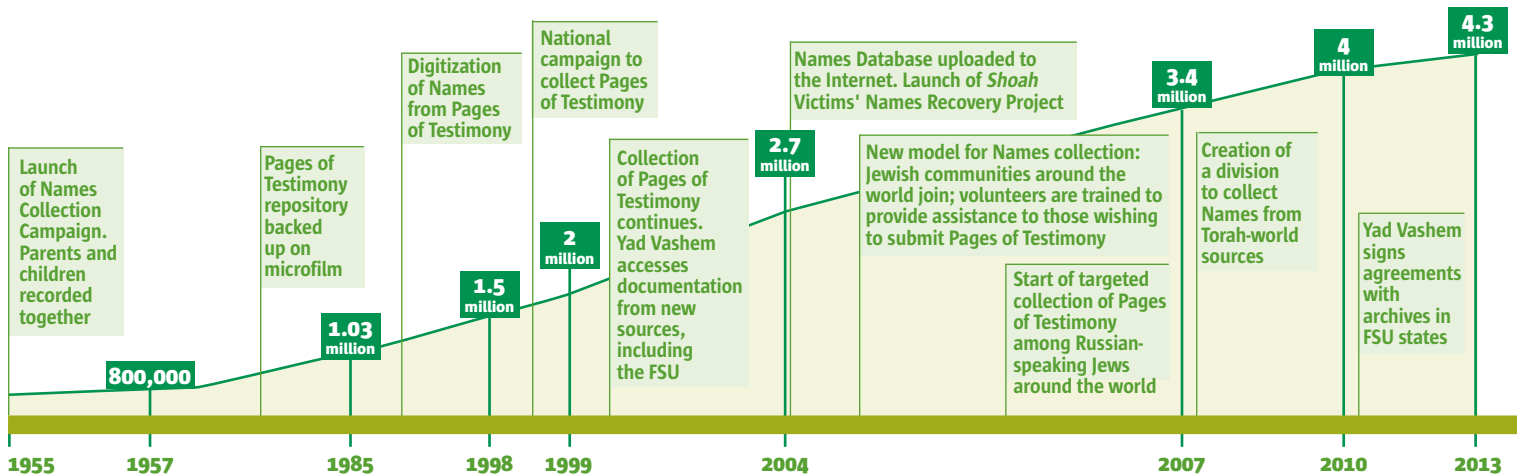 Launch
of Names
Collection
Campaign.
Parents and
children
recorded
together
800,000
Pages of
Testimony
repository
backed
up on
microfilm
1.03
million
Digitization
of Names
from Pages
of Testimony
1.5
million
National
campaign to
collect Pages
of Testimony
2
million
Collection
of Pages of
Testimony
continues.
Yad Vashem
accesses
documentation
from new
sources,
including
the FSU
2.7
million
Names Database uploaded to
the Internet. Launch of Shoah
Victims' Names Recovery Project
New model for Names collection:
Jewish communities around the
world join; volunteers are trained to
provide assistance to those wishing
to submit Pages of Testimony
Start of targeted
collection of Pages
of Testimony
among Russian-
speaking Jews
around the world
3.4
million
Creation of
a division
to collect
Names from
Torah-world
sources
4
million
Yad Vashem
signs
agreements
with
archives in
FSU states
4.3
million
1955
1957
1985
1998
1999
2004
2007
2010
2013